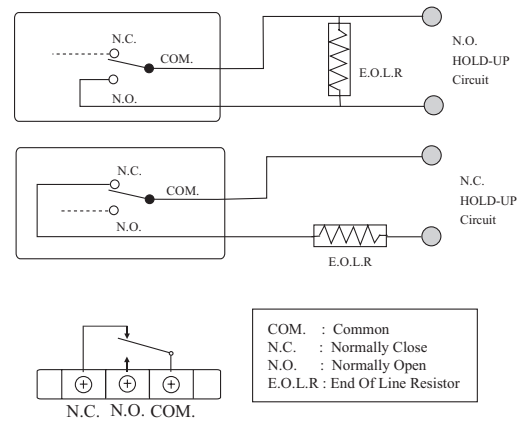 N.C.
COM.
N.O.
E.O.L.R
N.O.
HOLD-UP
Circuit
N.C.
COM.
N.O.
E.O.L.R
N.C.
HOLD-UP
Circuit
N.C. N.O. COM.
COM. : Common
N.C. : Normally Close
N.O. : Normally Open
E.O.L.R : End Of Line Resistor